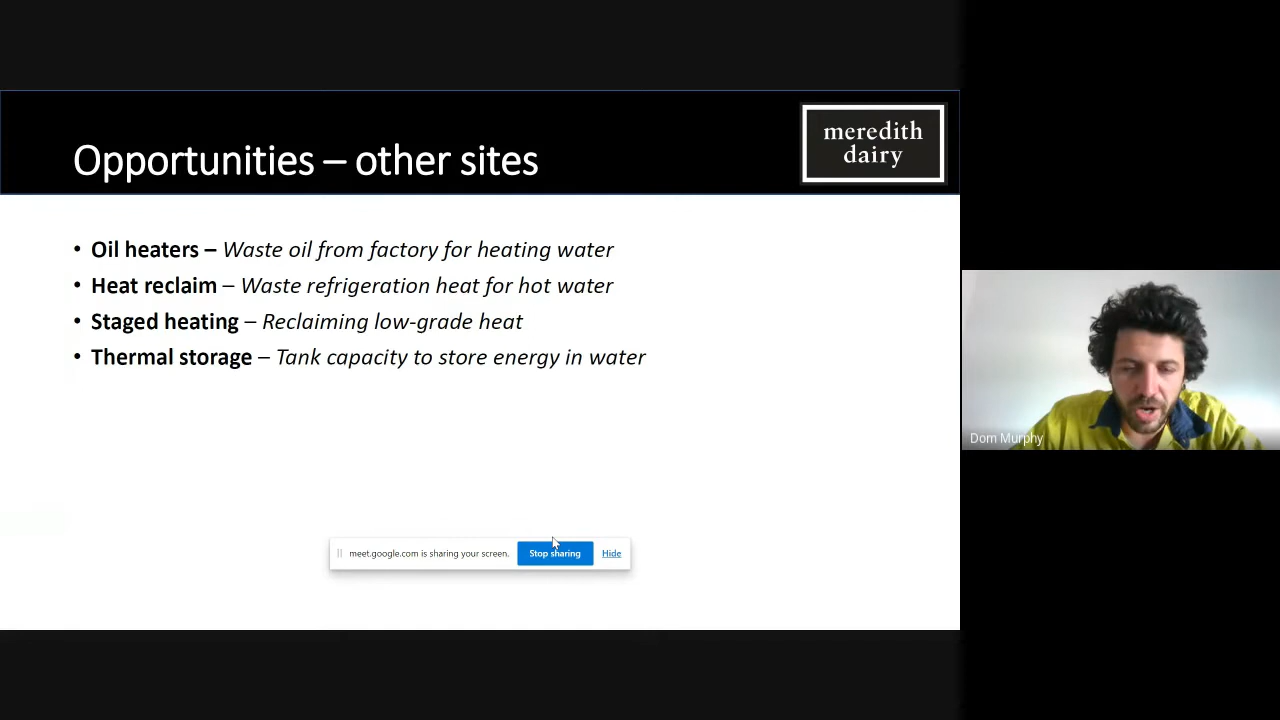 Opportunities – other sites
meredith
dairy
• Oil heaters – Waste oil from factory for heating water
• Heat reclaim – Waste refrigeration heat for hot water
• Staged heating – Reclaiming low-grade heat
• Thermal storage – Tank capacity to store energy in water
meet.google.com is sharing your screen. Stop sharing Hide
Dom Murphy